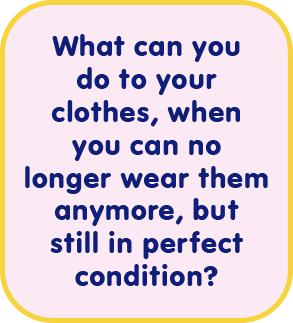 What can you
do to your
clothes, when
you can no
longer wear them
anymore, but
still in perfect
condition?